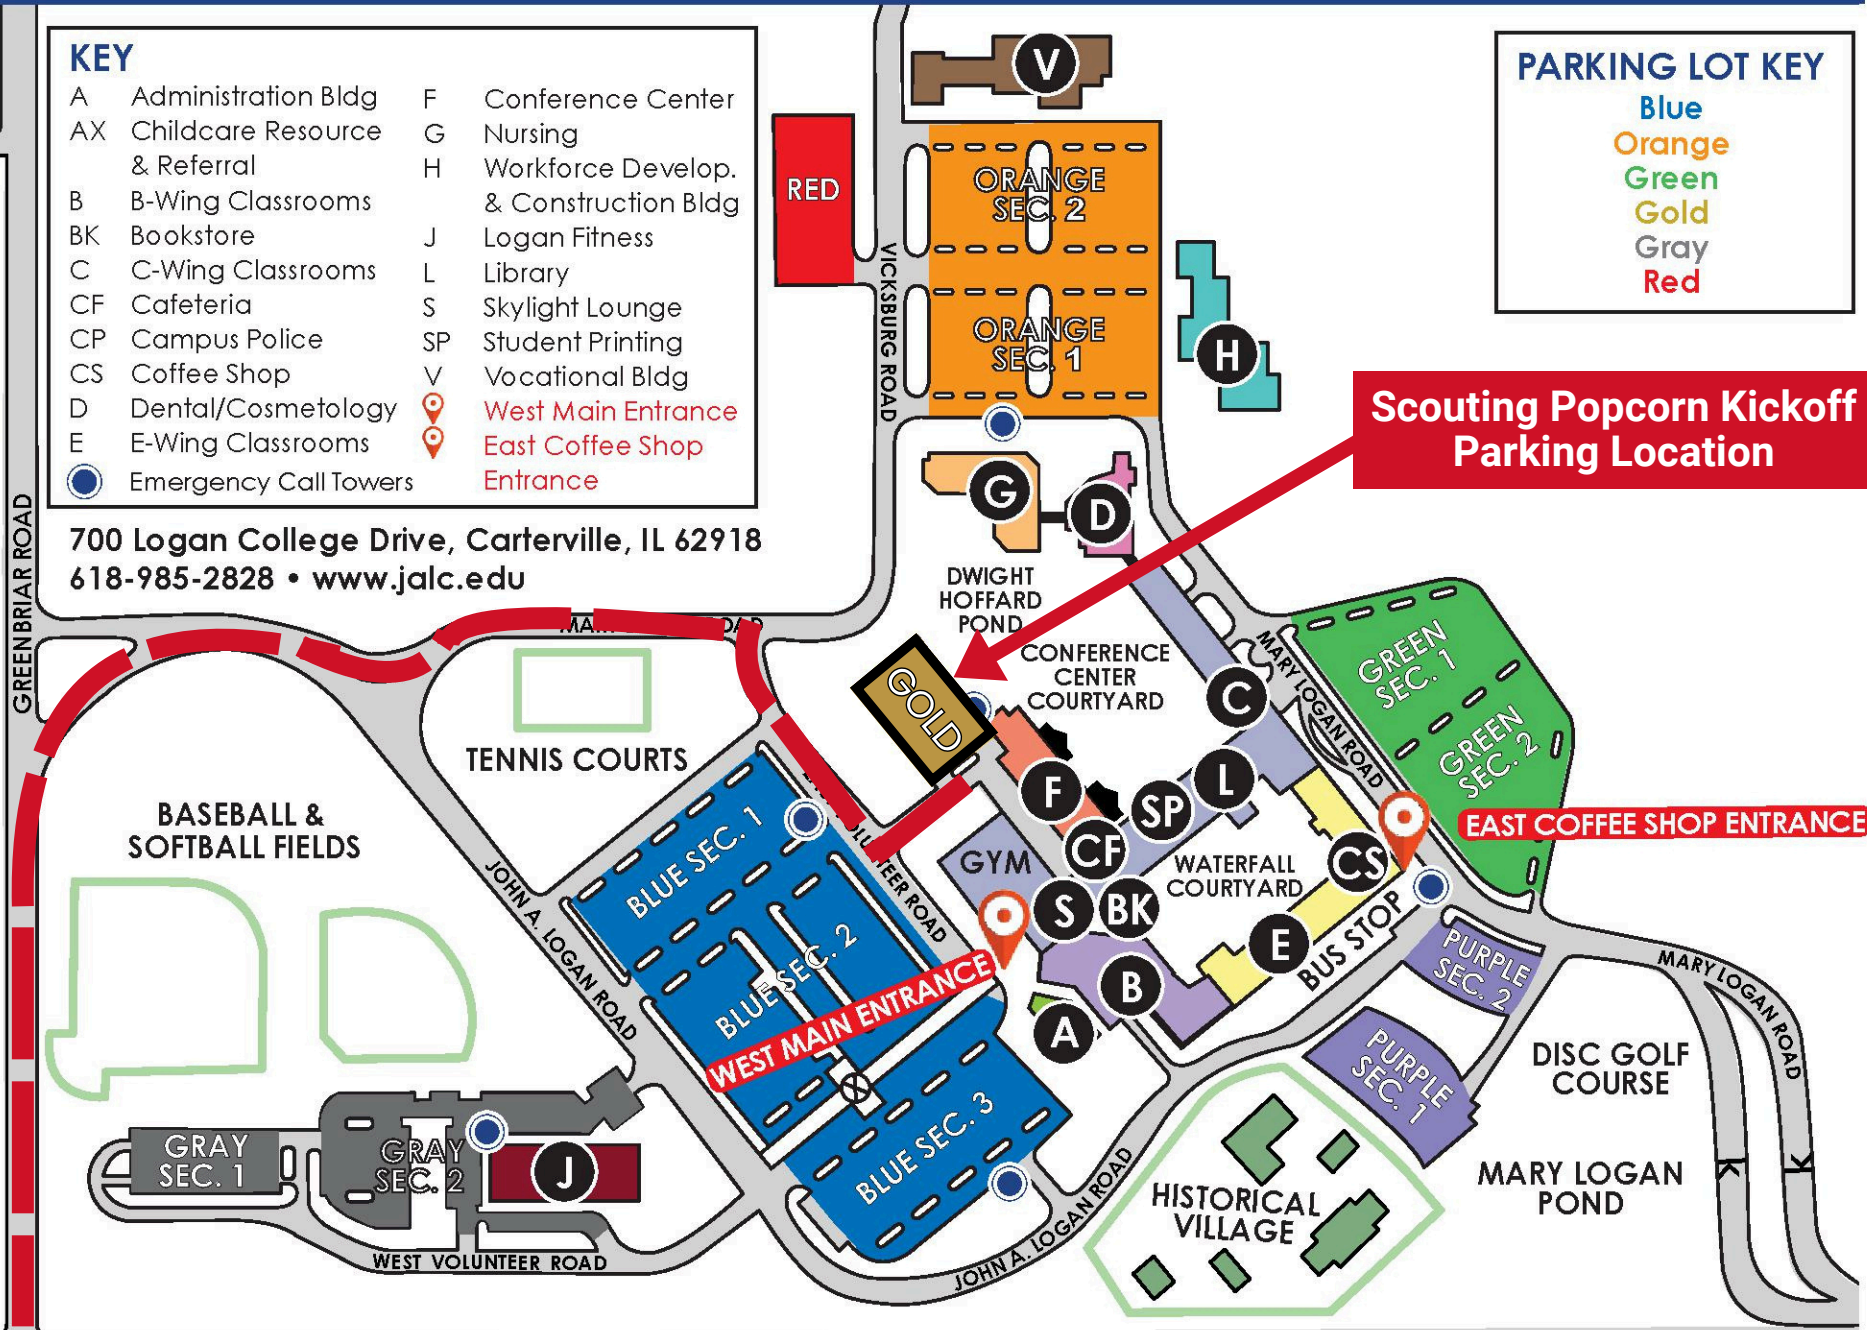 KEY
A Administration Bldg
AX Childcare Resource
& Referral
B B-Wing Classrooms
BK Bookstore
C C-Wing Classrooms
CF Cafeteria
CP Campus Police
CS Coffee Shop
D Dental/Cosmetology
E E-Wing Classrooms
Emergency Call Towers
F Conference Center
G Nursing
H Workforce Develop.
& Construction Bldg
J Logan Fitness
L Library
S Skylight Lounge
SP Student Printing
V Vocational Bldg
West Main Entrance
East Coffee Shop
Entrance
700 Logan College Drive, Carterville, IL 62918
618-985-2828 • www.jalc.edu
PARKING LOT KEY
Blue
Orange
Green
Gold
Gray
Red
V
RED
ORANGE
SEC. 2
ORANGE
SEC. 1
VICKSBURG ROAD
H
Scouting Popcorn Kickoff
Parking Location
G
D
GREENBRIAR ROAD
DWIGHT
HOFFARD
POND
CONFERENCE
CENTER
COURTYARD
GOLD
C
MARY LOGAN ROAD
GREEN
SEC. 1
GREEN
SEC. 2
TENNIS COURTS
BASEBALL &
SOFTBALL FIELDS
F
SP
L
CF
GYM
S
BK
WATERFALL
COURTYARD
CS
EAST COFFEE SHOP ENTRANCE
E
BUS STOP
B
A
WEST MAIN ENTRANCE
BLUE SEC. 1
BLUE SEC. 2
BLUE SEC. 3
JOHN A. LOGAN ROAD
ROAD
PURPLE
SEC. 2
PURPLE
SEC. 1
MARY LOGAN ROAD
DISC GOLF
COURSE
MARY LOGAN
POND
GRAY
SEC. 1
GRAY
SEC. 2
J
WEST VOLUNTEER ROAD
JOHN A. LOGAN ROAD
HISTORICAL
VILLAGE